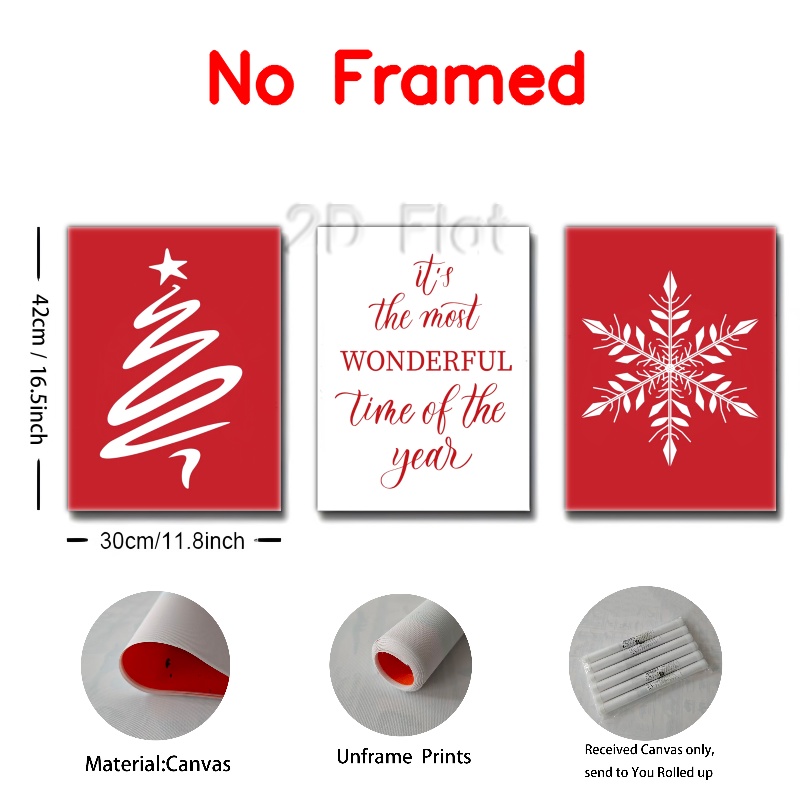 No Framed
2D Flat
42cm / 16.5inch
it's
the most
WONDERFUL
time of the
year
30cm/11.8inch
Material:Canvas
Unframe Prints
Received Canvas only,
send to You Rolled up